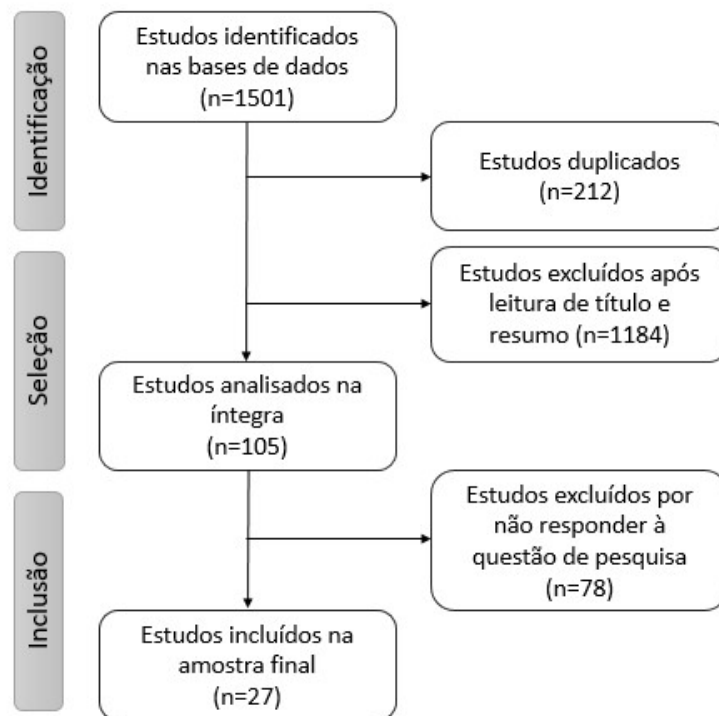 Identificação
Estudos identificados
nas bases de dados
(n=1501)
Estudos duplicados
(n=212)
Seleção
Estudos excluídos após
leitura de título e
resumo (n=1184)
Estudos analisados na
íntegra
(n=105)
Inclusão
Estudos excluídos por
não responder à
questão de pesquisa
(n=78)
Estudos incluídos na
amostra final
(n=27)